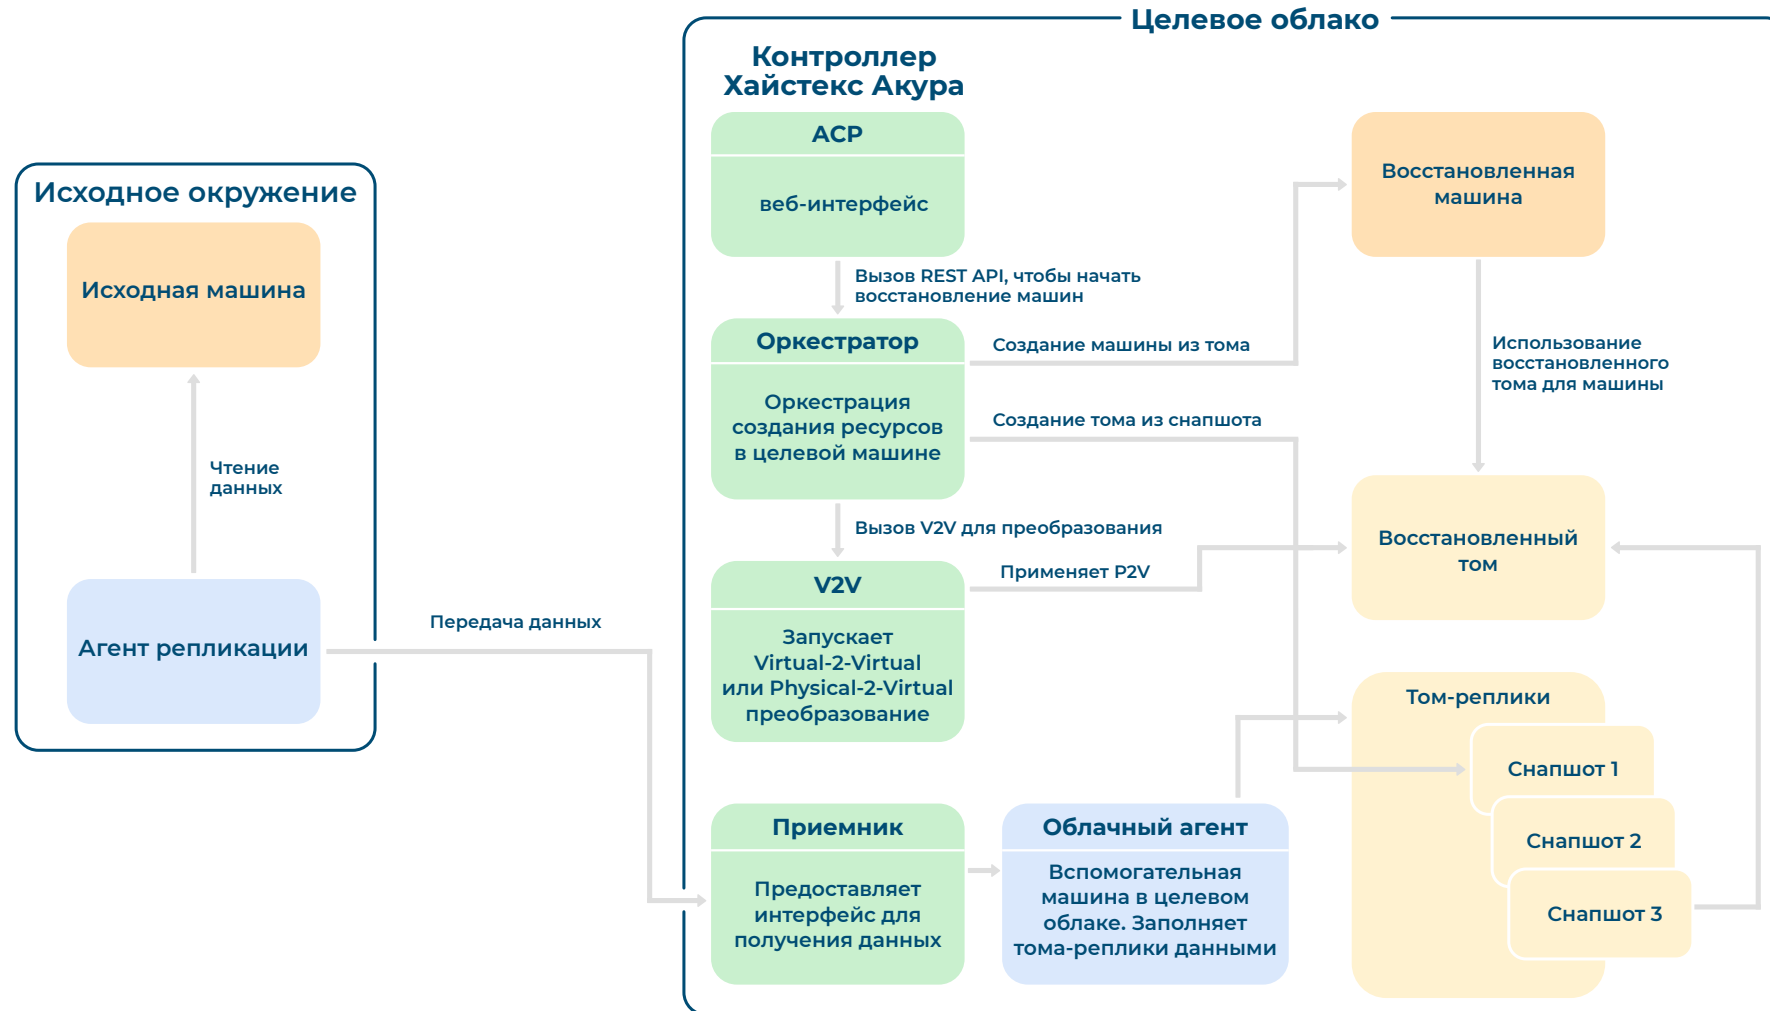 Целевое облако
Контроллер
Хайстекс Акура
ACP
веб-интерфейс
Вызов REST API, чтобы начать
восстановление машин
Исходное окружение
Исходная машина
Чтение
данных
Агент репликации
Передача данных
Оркестратор
Оркестрация
создания ресурсов
в целевой машине
Создание машины из тома
Создание тома из снапшота
Вызов V2V для преобразования
V2V
Запускает
Virtual-2-Virtual
или Physical-2-Virtual
преобразование
Применяет P2V
Приемник
Предоставляет
интерфейс для
получения данных
Облачный агент
Вспомогательная
машина в целевом
облаке. Заполняет
тома-реплики данными
Восстановленная
машина
Использование
восстановленного
тома для машины
Восстановленный
том
Том-реплики
Снапшот 1
Снапшот 2
Снапшот 3